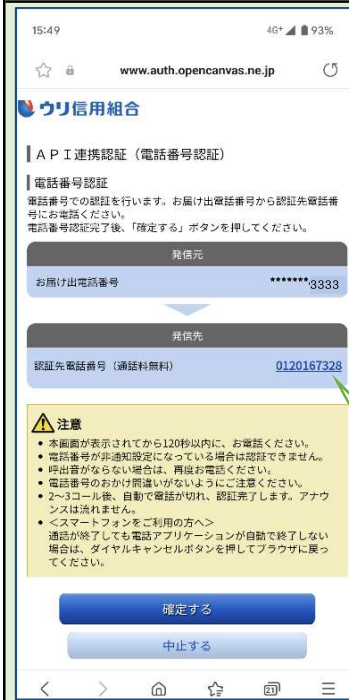 15:49
4G+ 93%
www.auth.opencanvas.ne.jp
ウリ信用組合
API連携認証（電話番号認証）
電話番号認証
電話番号での認証を行います。お届け出電話番号から認証先電話番
号にお電話ください。
電話番号認証完了後、「確定する」ボタンを押してください。
発信元
お届け出電話番号
*******3333
発信先
認証先電話番号（通話料無料）
0120167328
注意
• 本画面が表示されてから120秒以内に、お電話ください。
• 電話番号が非通知設定になっている場合は認証できません。
• 呼出音がならない場合は、再度お電話ください。
• 電話番号のおかけ間違いがないようにご注意ください。
• 2~3コール後、自動で電話が切れ、認証完了します。アナウ
ンスは流れません。
• <スマートフォンをご利用の方へ>
通話が終了しても電話アプリケーションが自動で終了しない
場合は、ダイヤルキャンセルボタンを押してブラウザに戻っ
てください。
確定する
中止する
21